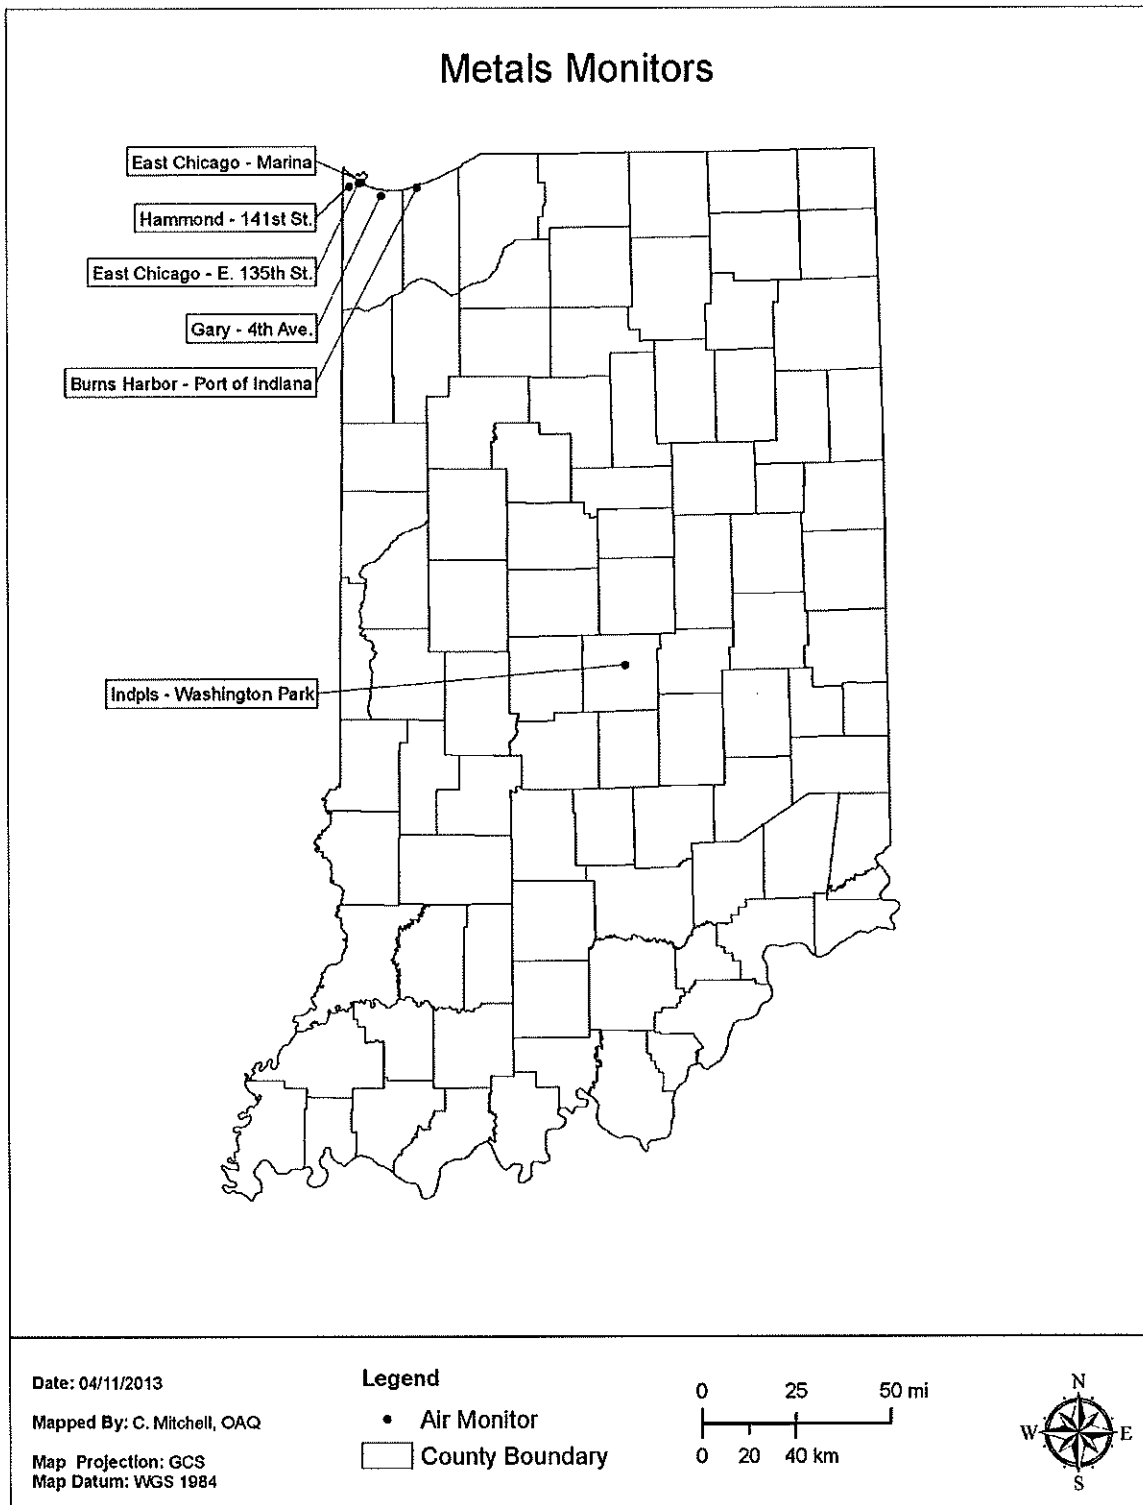 Metals Monitors
East Chicago - Marina
Hammond - 141st St.
East Chicago - E. 135th St.
Gary - 4th Ave.
Burns Harbor - Port of Indiana
Indpls - Washington Park
Date: 04/11/2013
Mapped By: C. Mitchell, OAQ
Map Projection: GCS
Map Datum: WGS 1984
Legend
Air Monitor
County Boundary
0 25 50 mi
0 20 40 km
N
W E
S